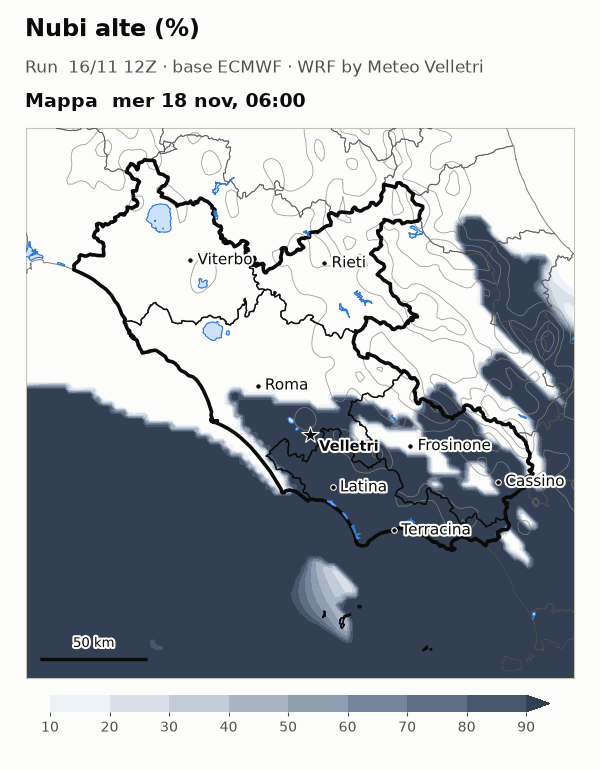 Nubi alte (%)
Run  16/11 12Z · base ECMWF · WRF by Meteo Velletri
Mappa  mer 18 nov, 06:00
Viterbo
Rieti
Roma
Velletri
Frosinone
Cassino
Latina
Terracina
50 km
10 20 30 40 50 60 70 80 90